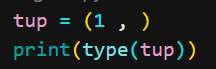 tup = (1 , )
print(type(tup))